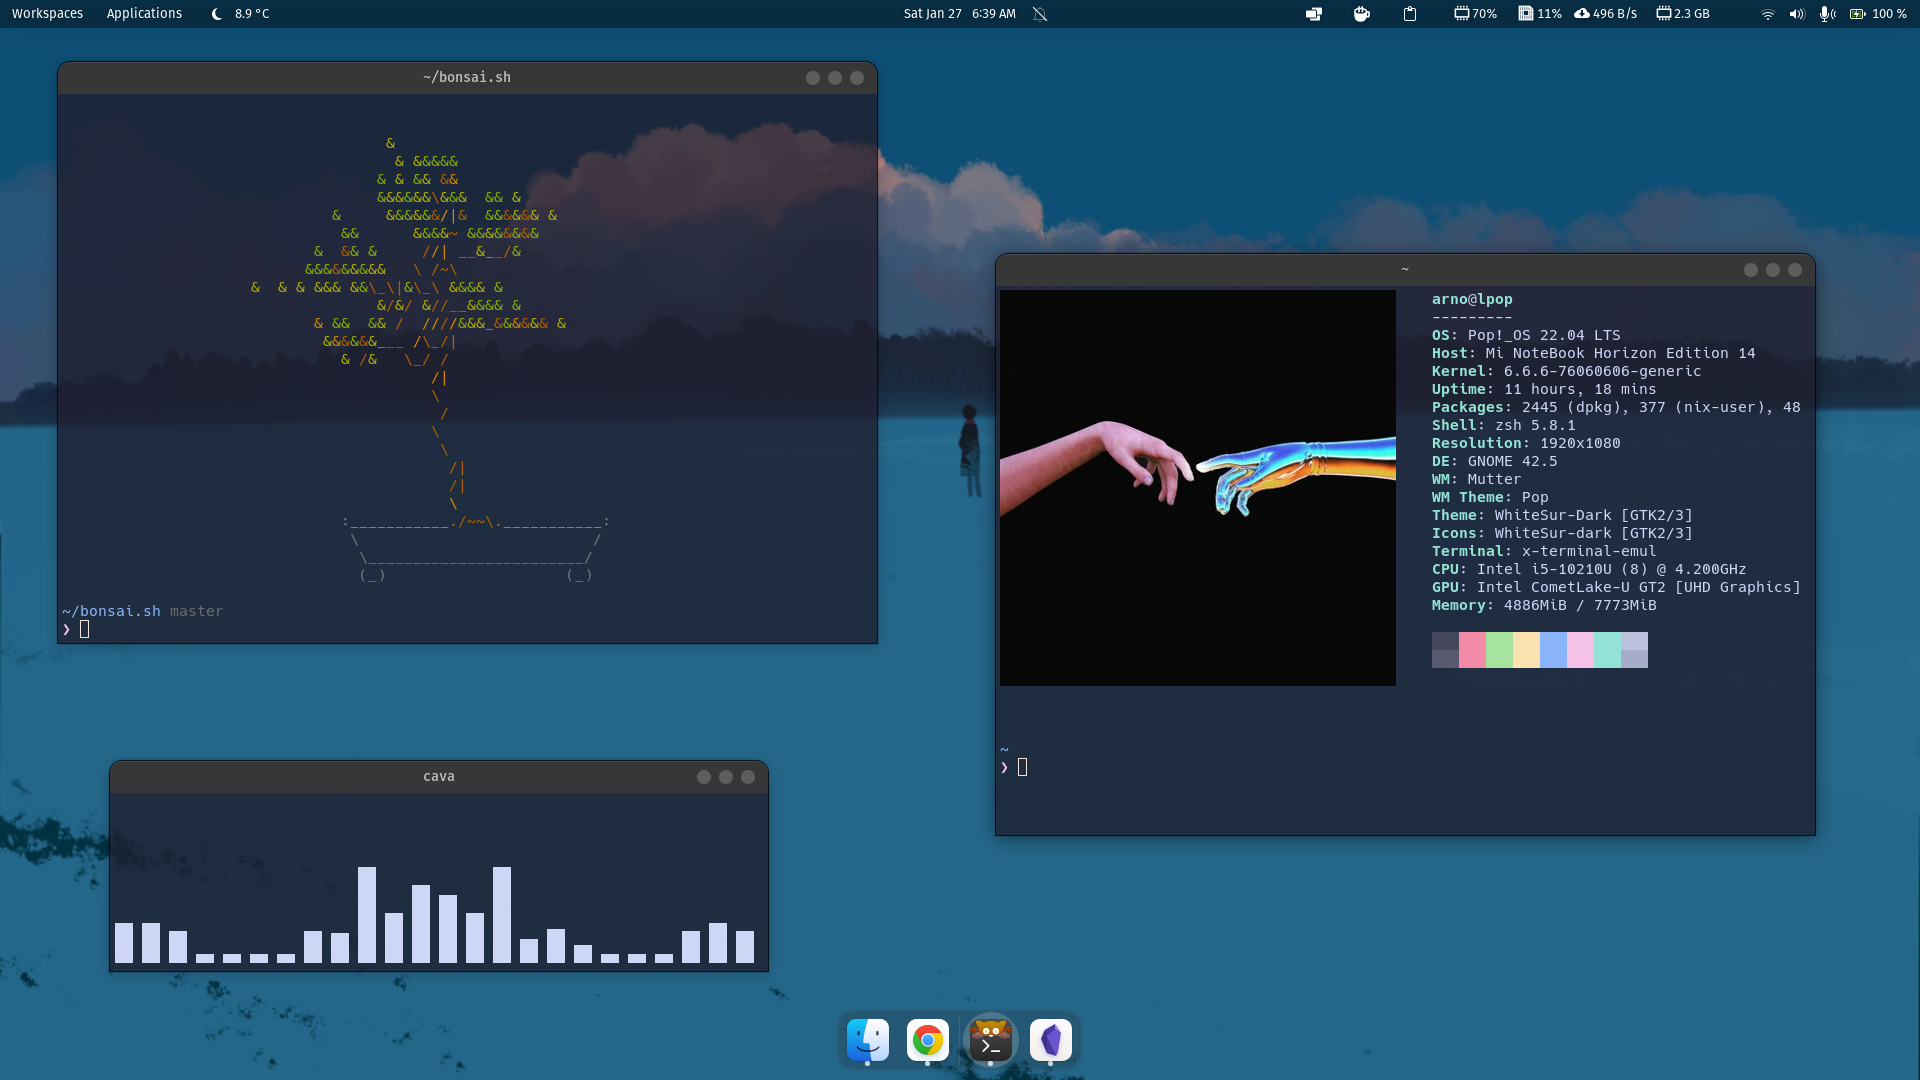 Workspaces Applications 8.9 °C Sat Jan 27 6:39 AM 70% 11% 496 B/s 2.3 GB 100 %
~/bonsai.sh
&
& &&&&&
& & && &&
&&&&&&\&&& && &
& &&&&&&/|& &&&&&& &
&& &&&&~ &&&&&&&&
& && & //| __&__/&
&&&&&&&&& \ /~\
& & & &&& &&\_\|&\_\ &&&& &
&/&/ &//__&&&& &
& && && / ////&&&_&&&&&& &
&&&&&&___ /\_/|
& /& \_/ /
/|
\
/
\
\
/|
/|
\
:___________./~~\.___________:
\ /
\________________________/
(_) (_)
~/bonsai.sh master
❯
~
arno@lpop
---------
OS: Pop!_OS 22.04 LTS
Host: Mi NoteBook Horizon Edition 14
Kernel: 6.6.6-76060606-generic
Uptime: 11 hours, 18 mins
Packages: 2445 (dpkg), 377 (nix-user), 48
Shell: zsh 5.8.1
Resolution: 1920x1080
DE: GNOME 42.5
WM: Mutter
WM Theme: Pop
Theme: WhiteSur-Dark [GTK2/3]
Icons: WhiteSur-dark [GTK2/3]
Terminal: x-terminal-emul
CPU: Intel i5-10210U (8) @ 4.200GHz
GPU: Intel CometLake-U GT2 [UHD Graphics]
Memory: 4886MiB / 7773MiB
~
❯
cava
>_